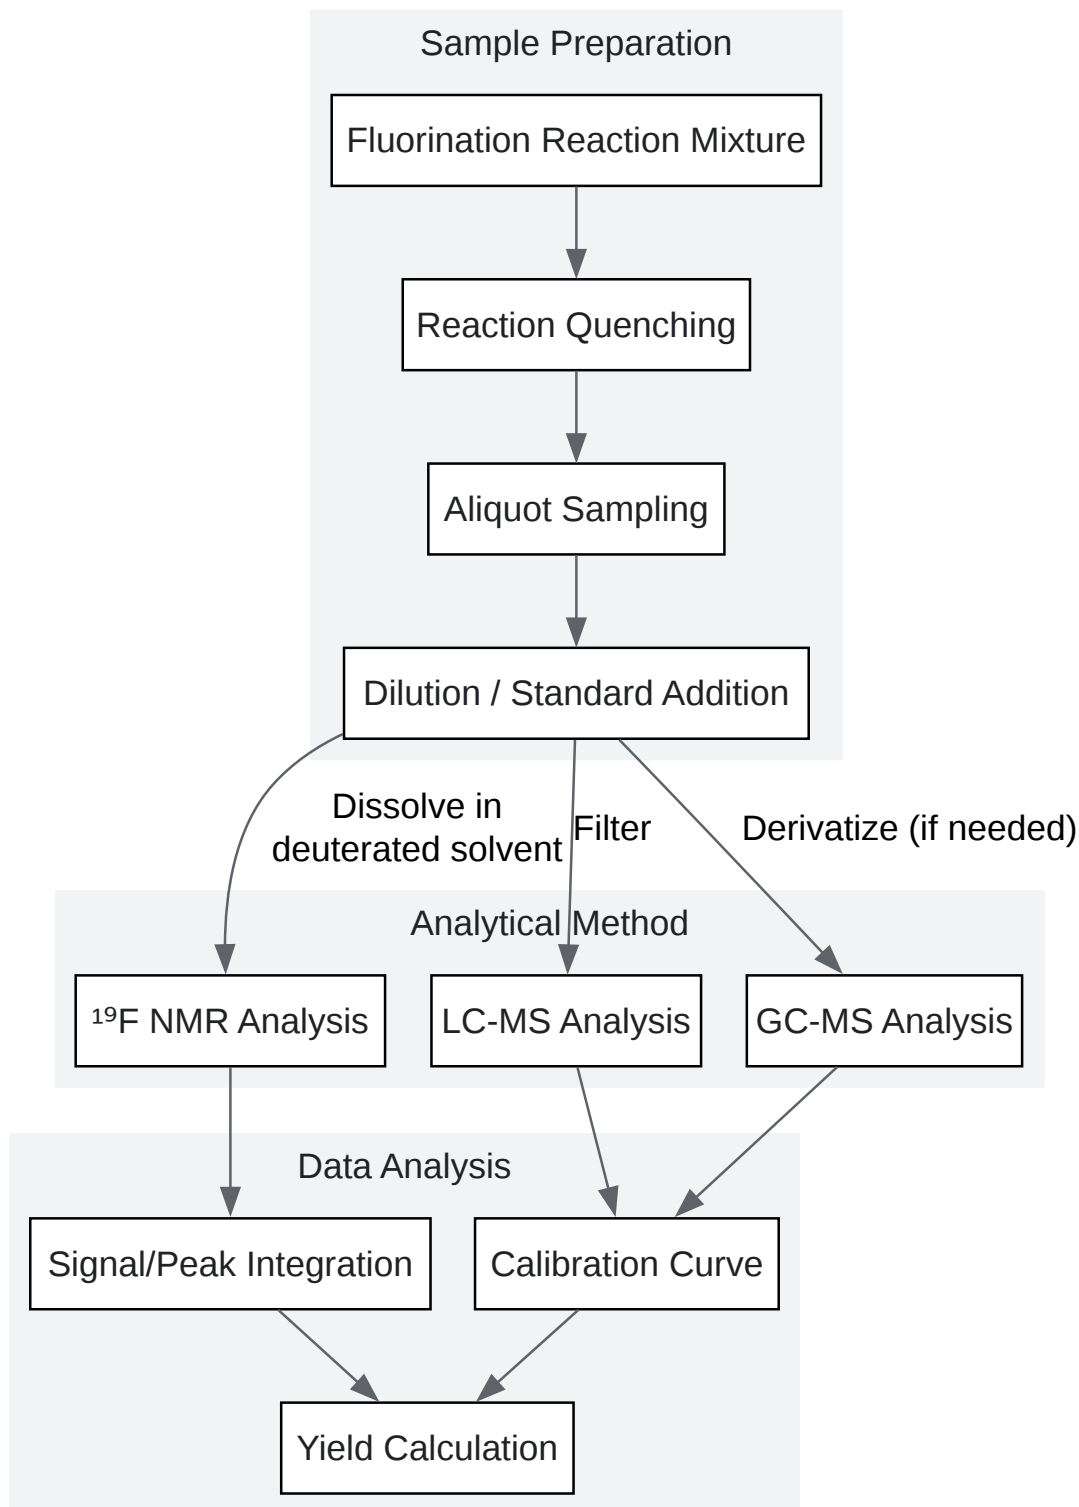 Sample Preparation
Fluorination Reaction Mixture
Reaction Quenching
Aliquot Sampling
Dilution / Standard Addition
Dissolve in
deuterated solvent
Filter
Derivatize (if needed)
Analytical Method
¹⁹F NMR Analysis
LC-MS Analysis
GC-MS Analysis
Data Analysis
Signal/Peak Integration
Calibration Curve
Yield Calculation